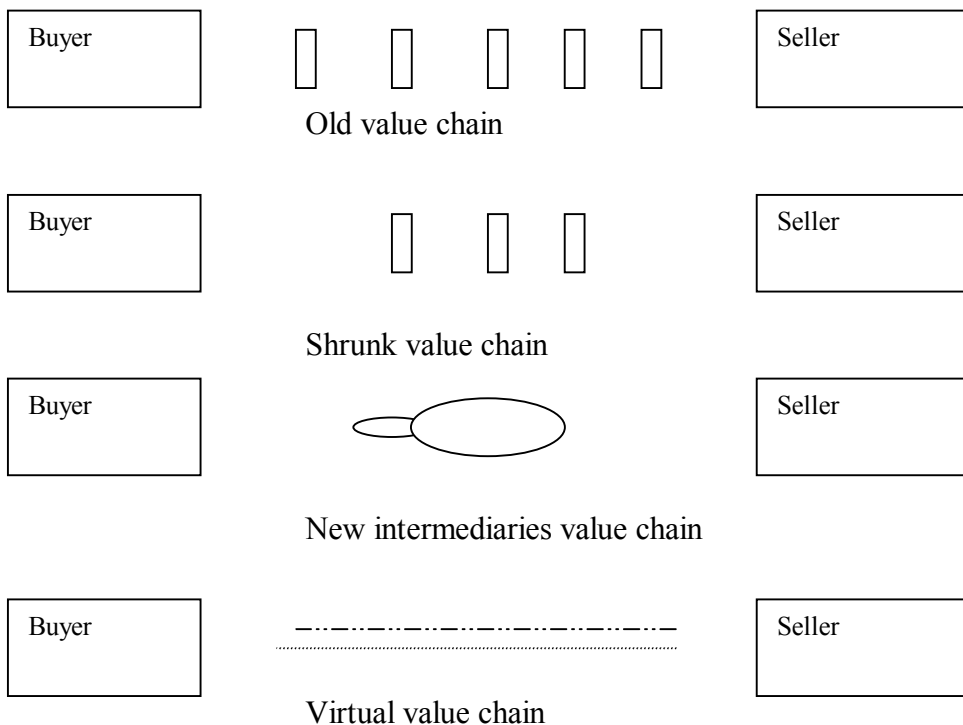 Buyer
Seller
Old value chain
Buyer
Seller
Shrunk value chain
Buyer
Seller
New intermediaries value chain
Buyer
Seller
Virtual value chain